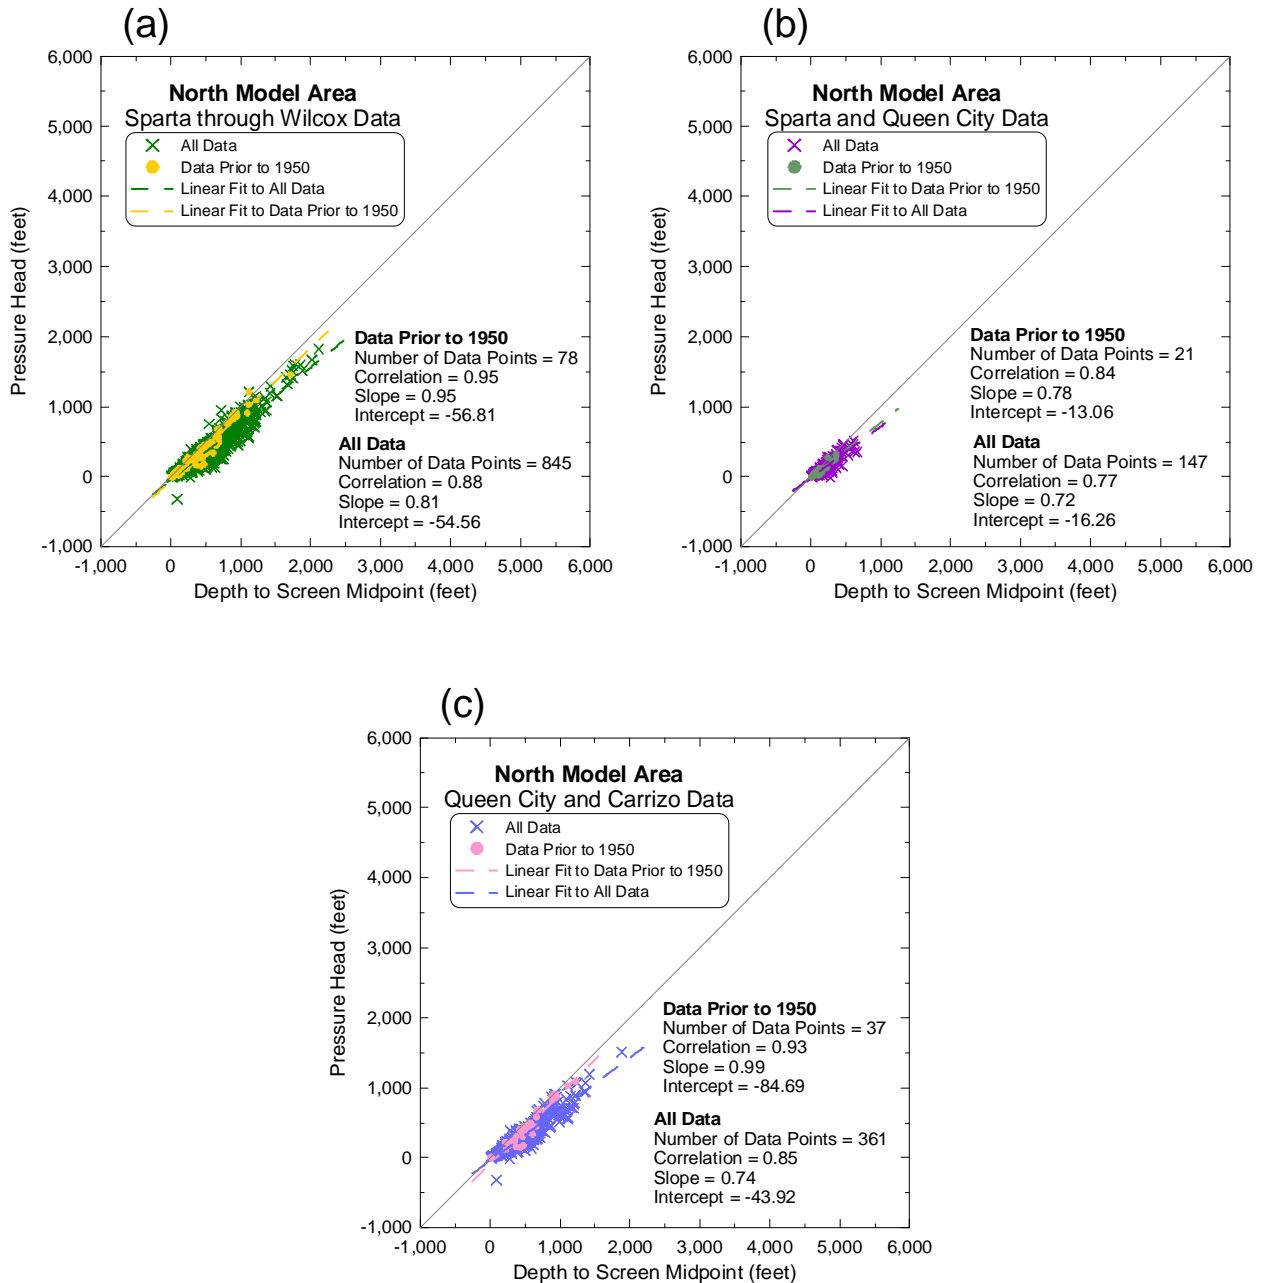 (a)
6,000
5,000
4,000
3,000
2,000
1,000
0
-1,000
Pressure Head (feet)
North Model Area
Sparta through Wilcox Data
All Data
Data Prior to 1950
Linear Fit to All Data
Linear Fit to Data Prior to 1950
Data Prior to 1950
Number of Data Points = 78
Correlation = 0.95
Slope = 0.95
Intercept = -56.81
All Data
Number of Data Points = 845
Correlation = 0.88
Slope = 0.81
Intercept = -54.56
-1,000 0 1,000 2,000 3,000 4,000 5,000 6,000
Depth to Screen Midpoint (feet)
(b)
6,000
5,000
4,000
3,000
2,000
1,000
0
-1,000
Pressure Head (feet)
North Model Area
Sparta and Queen City Data
All Data
Data Prior to 1950
Linear Fit to Data Prior to 1950
Linear Fit to All Data
Data Prior to 1950
Number of Data Points = 21
Correlation = 0.84
Slope = 0.78
Intercept = -13.06
All Data
Number of Data Points = 147
Correlation = 0.77
Slope = 0.72
Intercept = -16.26
-1,000 0 1,000 2,000 3,000 4,000 5,000 6,000
Depth to Screen Midpoint (feet)
(c)
6,000
5,000
4,000
3,000
2,000
1,000
0
-1,000
Pressure Head (feet)
North Model Area
Queen City and Carrizo Data
All Data
Data Prior to 1950
Linear Fit to Data Prior to 1950
Linear Fit to All Data
Data Prior to 1950
Number of Data Points = 37
Correlation = 0.93
Slope = 0.99
Intercept = -84.69
All Data
Number of Data Points = 361
Correlation = 0.85
Slope = 0.74
Intercept = -43.92
-1,000 0 1,000 2,000 3,000 4,000 5,000 6,000
Depth to Screen Midpoint (feet)